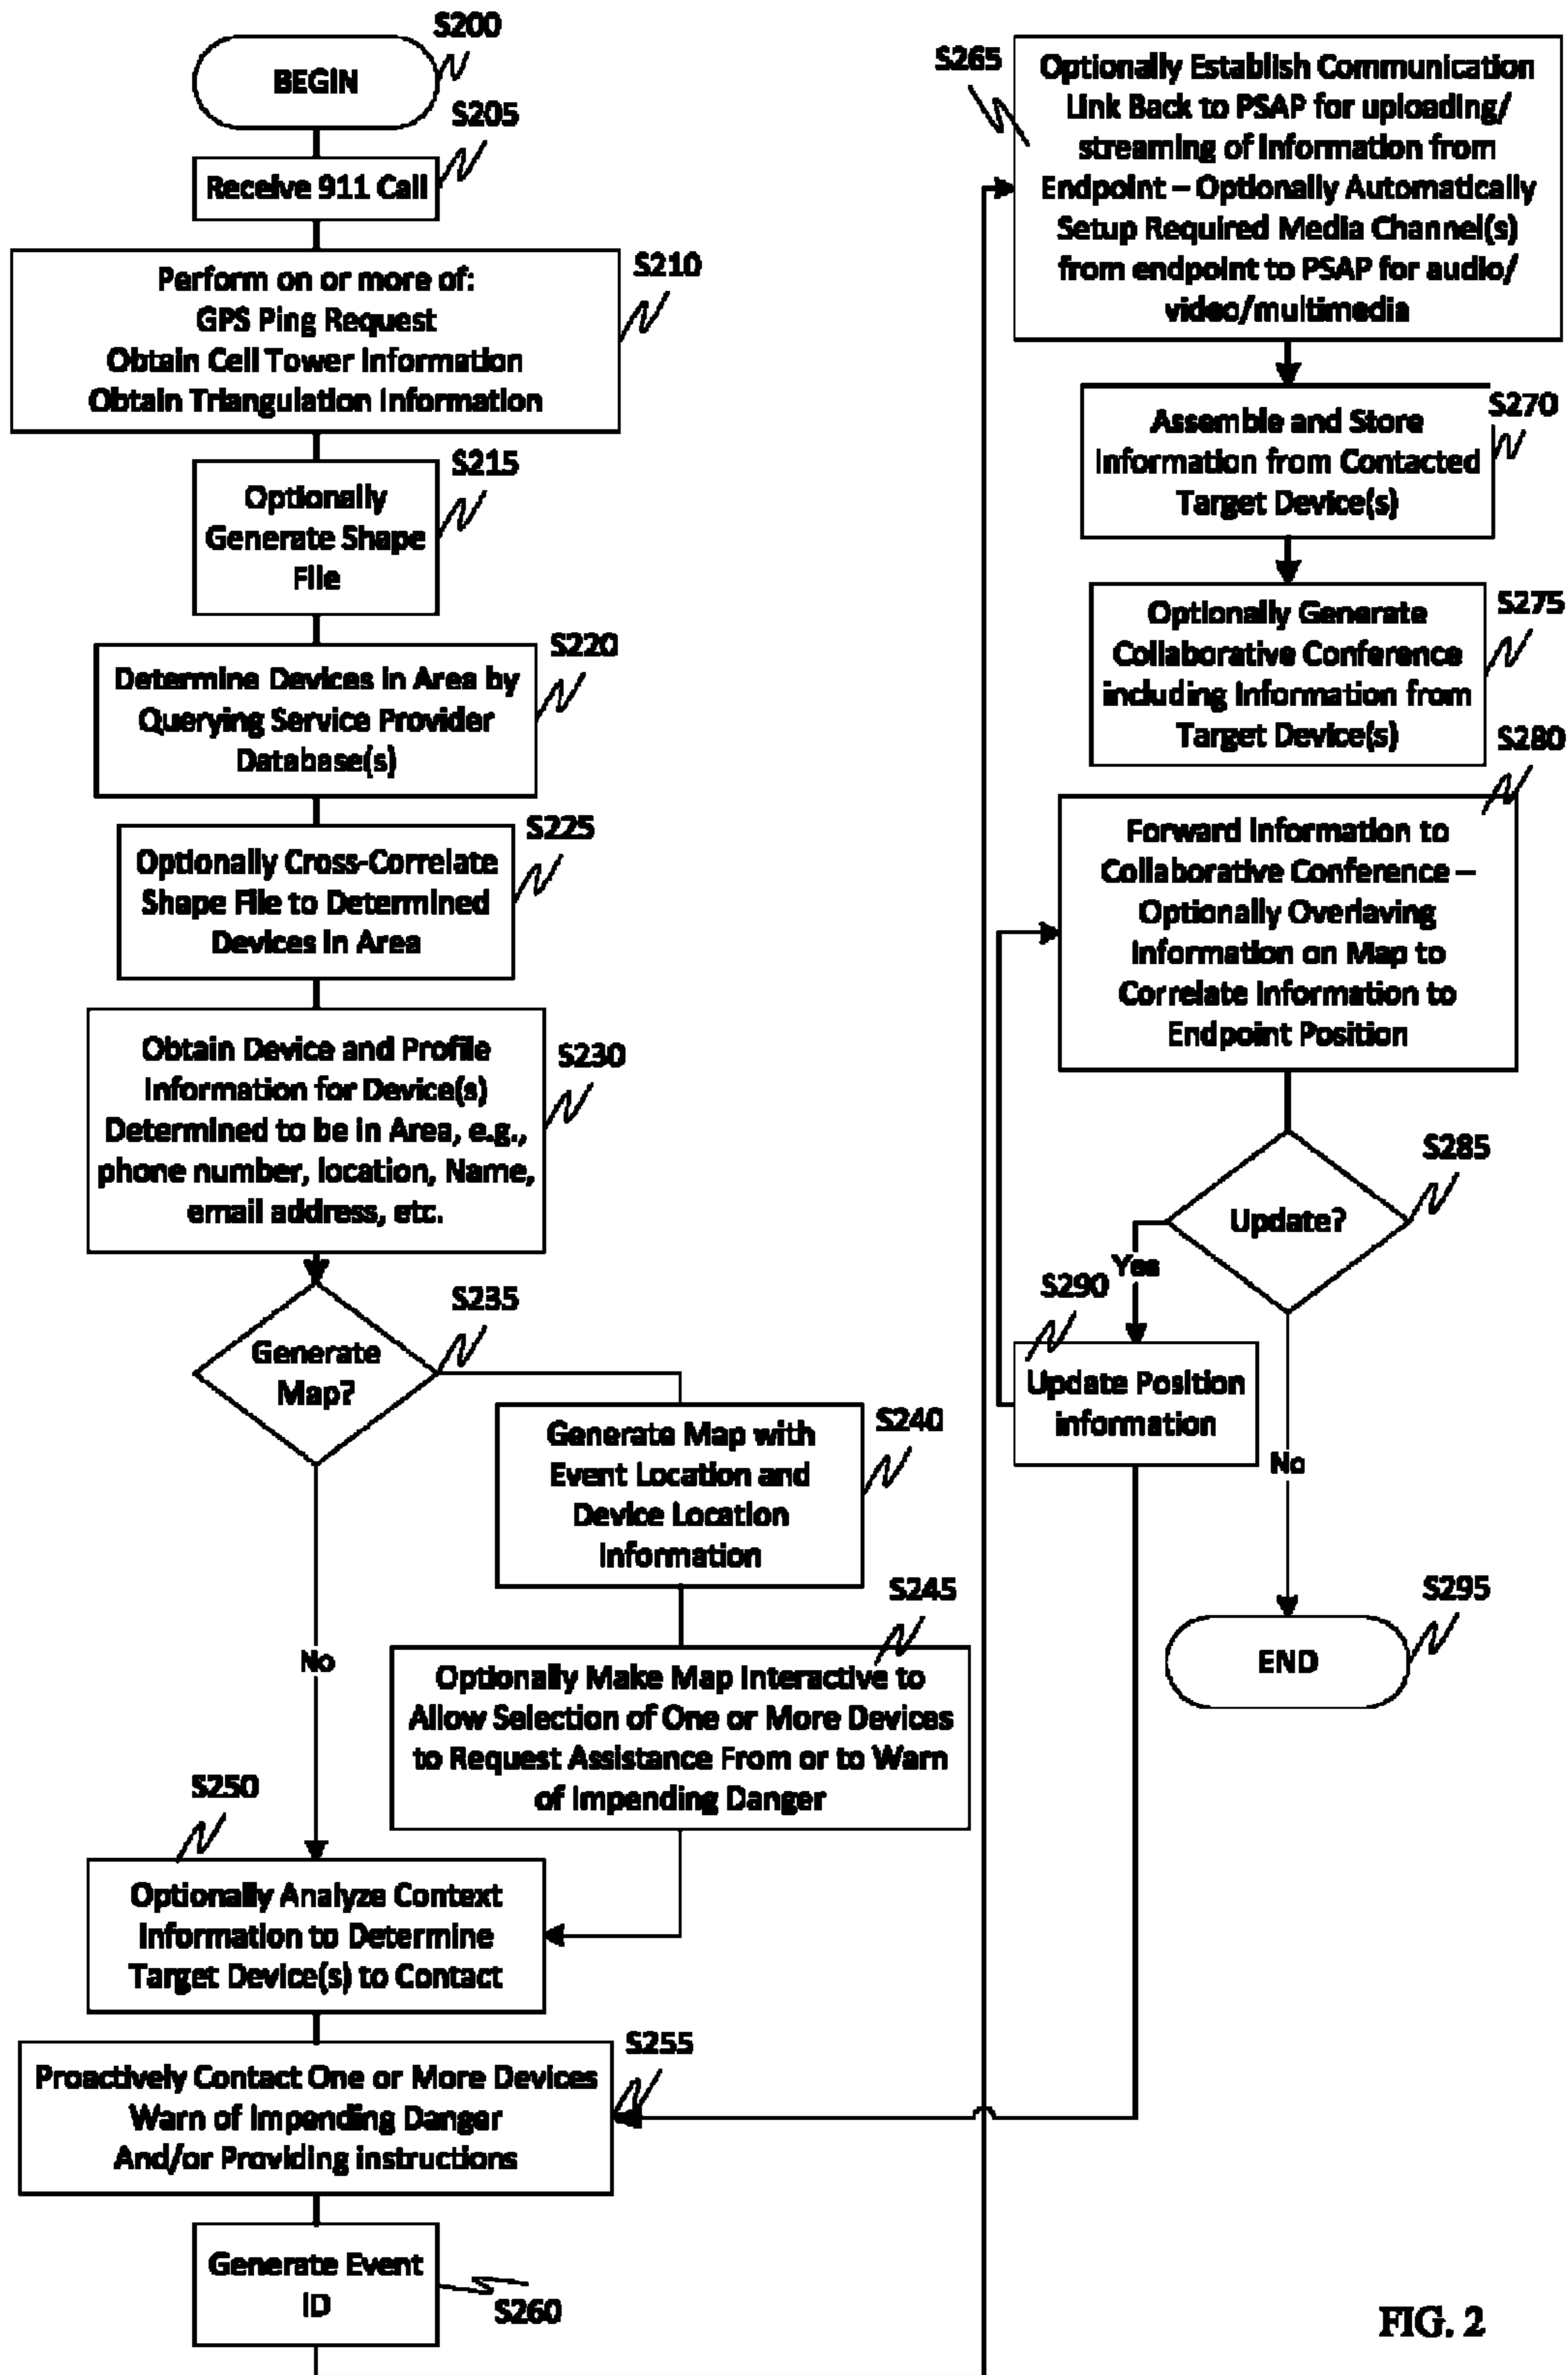 S200
BEGIN
S205
Receive 911 Call
S210
Perform on or more of:
GPS Ping Request
Obtain Cell Tower Information
Obtain Triangulation Information
S215
Optionally
Generate Shape
File
S220
Determine Devices in Area by
Querying Service Provider
Database(s)
S225
Optionally Cross-Correlate
Shape File to Determined
Devices in Area
S230
Obtain Device and Profile
Information for Device(s)
Determined to be in Area, e.g.,
phone number, location, Name,
email address, etc.
S235
Generate
Map?
S240
Generate Map with
Event Location and
Device Location
Information
S245
Optionally Make Map Interactive to
Allow Selection of One or More Devices
to Request Assistance From or to Warn
of Impending Danger
No
S250
Optionally Analyze Context
Information to Determine
Target Device(s) to Contact
S255
Proactively Contact One or More Devices
Warn of Impending Danger
And/or Providing instructions
Generate Event
ID
S260
S265
Optionally Establish Communication
Link Back to PSAP for uploading/
streaming of Information from
Endpoint – Optionally Automatically
Setup Required Media Channel(s)
from endpoint to PSAP for audio/
video/multimedia
S270
Assemble and Store
Information from Contacted
Target Device(s)
S275
Optionally Generate
Collaborative Conference
including Information from
Target Device(s)
S280
Forward Information to
Collaborative Conference –
Optionally Overlaving
Information on Map to
Correlate Information to
Endpoint Position
S285
Update?
Yes
S290
Update Position
information
No
S295
END
FIG. 2